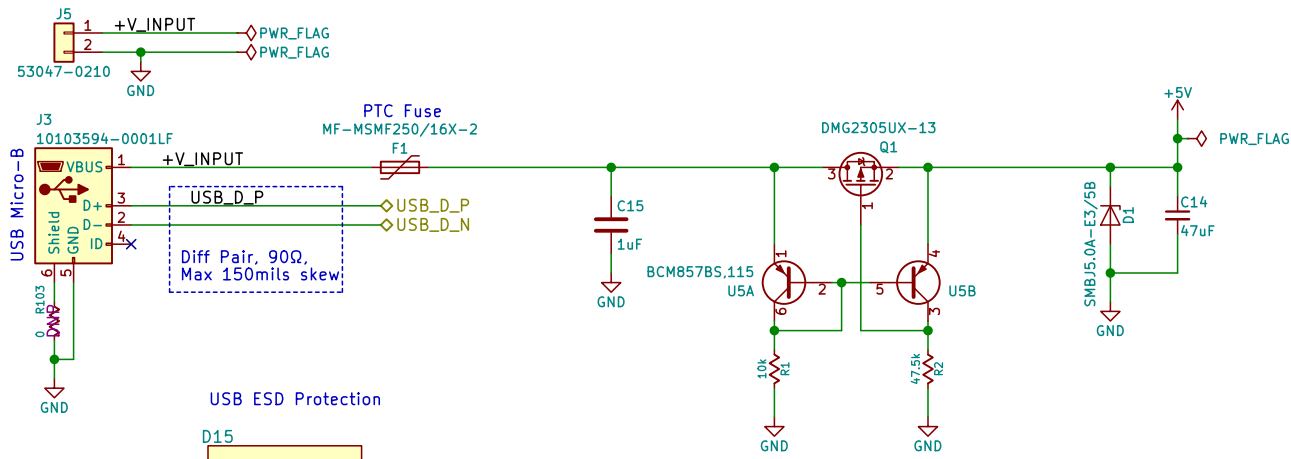 J5
1
+V_INPUT
PWR_FLAG
2
PWR_FLAG
53047-0210
GND
PTC Fuse
MF-MSMF250/16X-2
F1
J3
10103594-0001LF
USB Micro-B
VBUS
1
+V_INPUT
D+
3
USB_D_P
USB_D_P
D-
2
USB_D_N
ID
4
Shield
GND
6
5
Diff Pair, 90Ω,
Max 150mils skew
R103
0
DNP
GND
C15
1uF
GND
DMG2305UX-13
Q1
3
2
1
+5V
PWR_FLAG
BCM857BS,115
U5A
1
2
6
5
4
3
U5B
10k
R1
GND
47.5k
R2
GND
SMBJ5.0A-E3/5B
D1
C14
47uF
GND
USB ESD Protection
D15